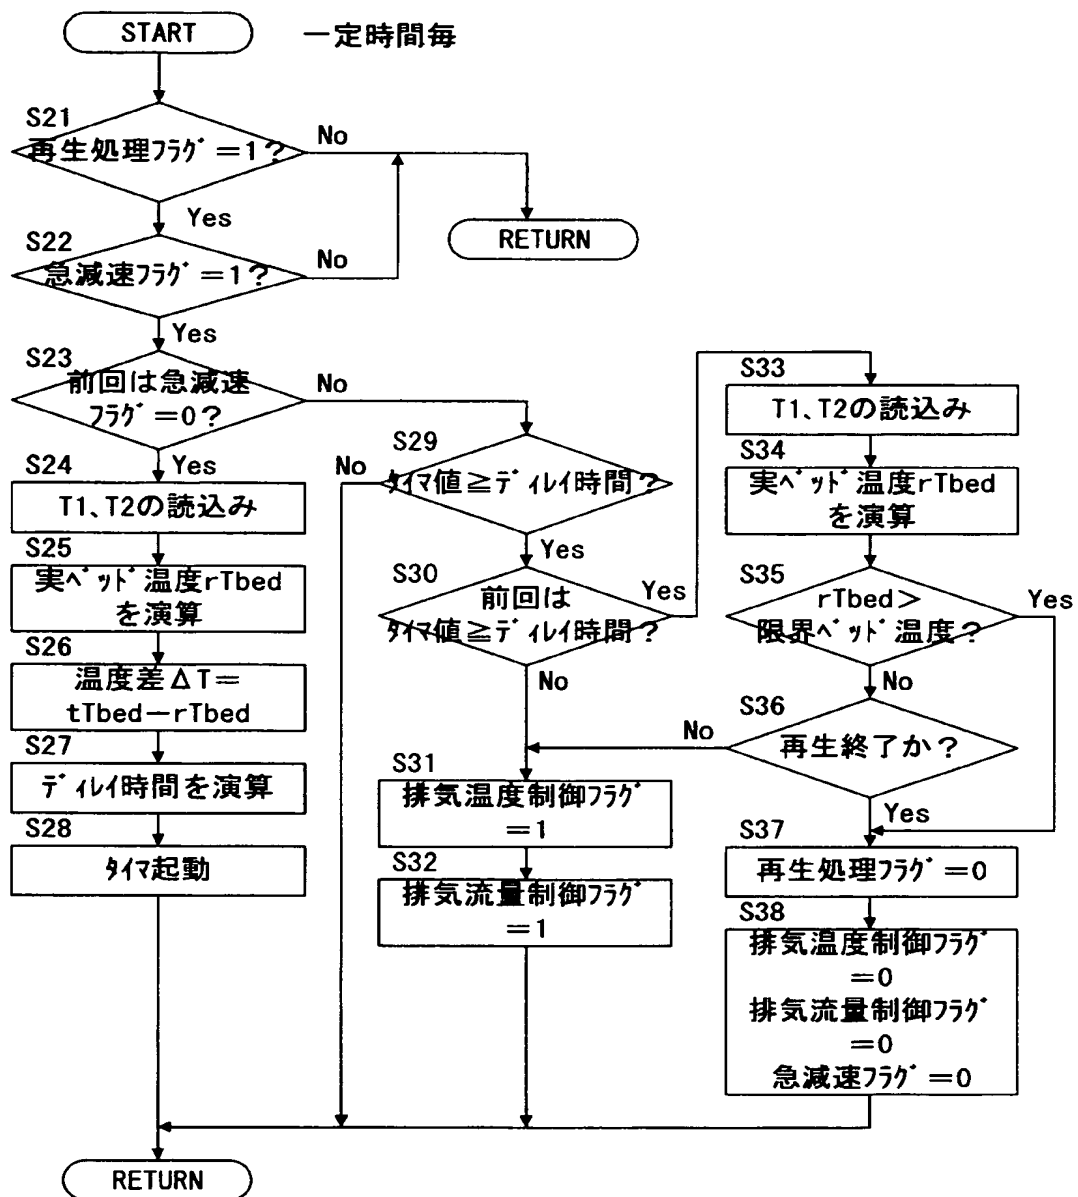 START
一定時間毎
S21
再生処理ﾌﾗｸﾞ=1?
No
Yes
RETURN
S22
急減速ﾌﾗｸﾞ=1?
No
Yes
S23
前回は急減速
ﾌﾗｸﾞ=0?
No
Yes
S24
T1、T2の読込み
S25
実ﾍﾞｯﾄﾞ温度rTbed
を演算
S26
温度差ΔT=
tTbed－rTbed
S27
ﾃﾞｨﾚｲ時間を演算
S28
ﾀｲﾏ起動
S29
ﾀｲﾏ値≧ﾃﾞｨﾚｲ時間?
No
Yes
S30
前回は
ﾀｲﾏ値≧ﾃﾞｨﾚｲ時間?
Yes
No
S31
排気温度制御ﾌﾗｸﾞ
=1
S32
排気流量制御ﾌﾗｸﾞ
=1
S33
T1、T2の読込み
S34
実ﾍﾞｯﾄﾞ温度rTbed
を演算
S35
rTbed>
限界ﾍﾞｯﾄﾞ温度?
Yes
No
S36
再生終了か?
No
Yes
S37
再生処理ﾌﾗｸﾞ=0
S38
排気温度制御ﾌﾗｸﾞ
=0
排気流量制御ﾌﾗｸﾞ
=0
急減速ﾌﾗｸﾞ=0
RETURN